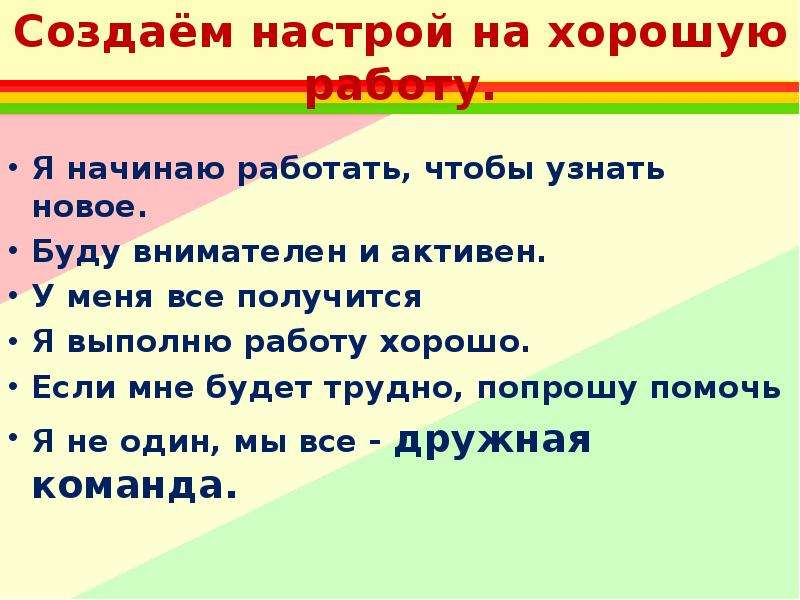 Создаём настрой на хорошую
работу.
• Я начинаю работать, чтобы узнать
новое.
• Буду внимателен и активен.
• У меня все получится
• Я выполню работу хорошо.
• Если мне будет трудно, попрошу помочь
• Я не один, мы все - дружная
команда.